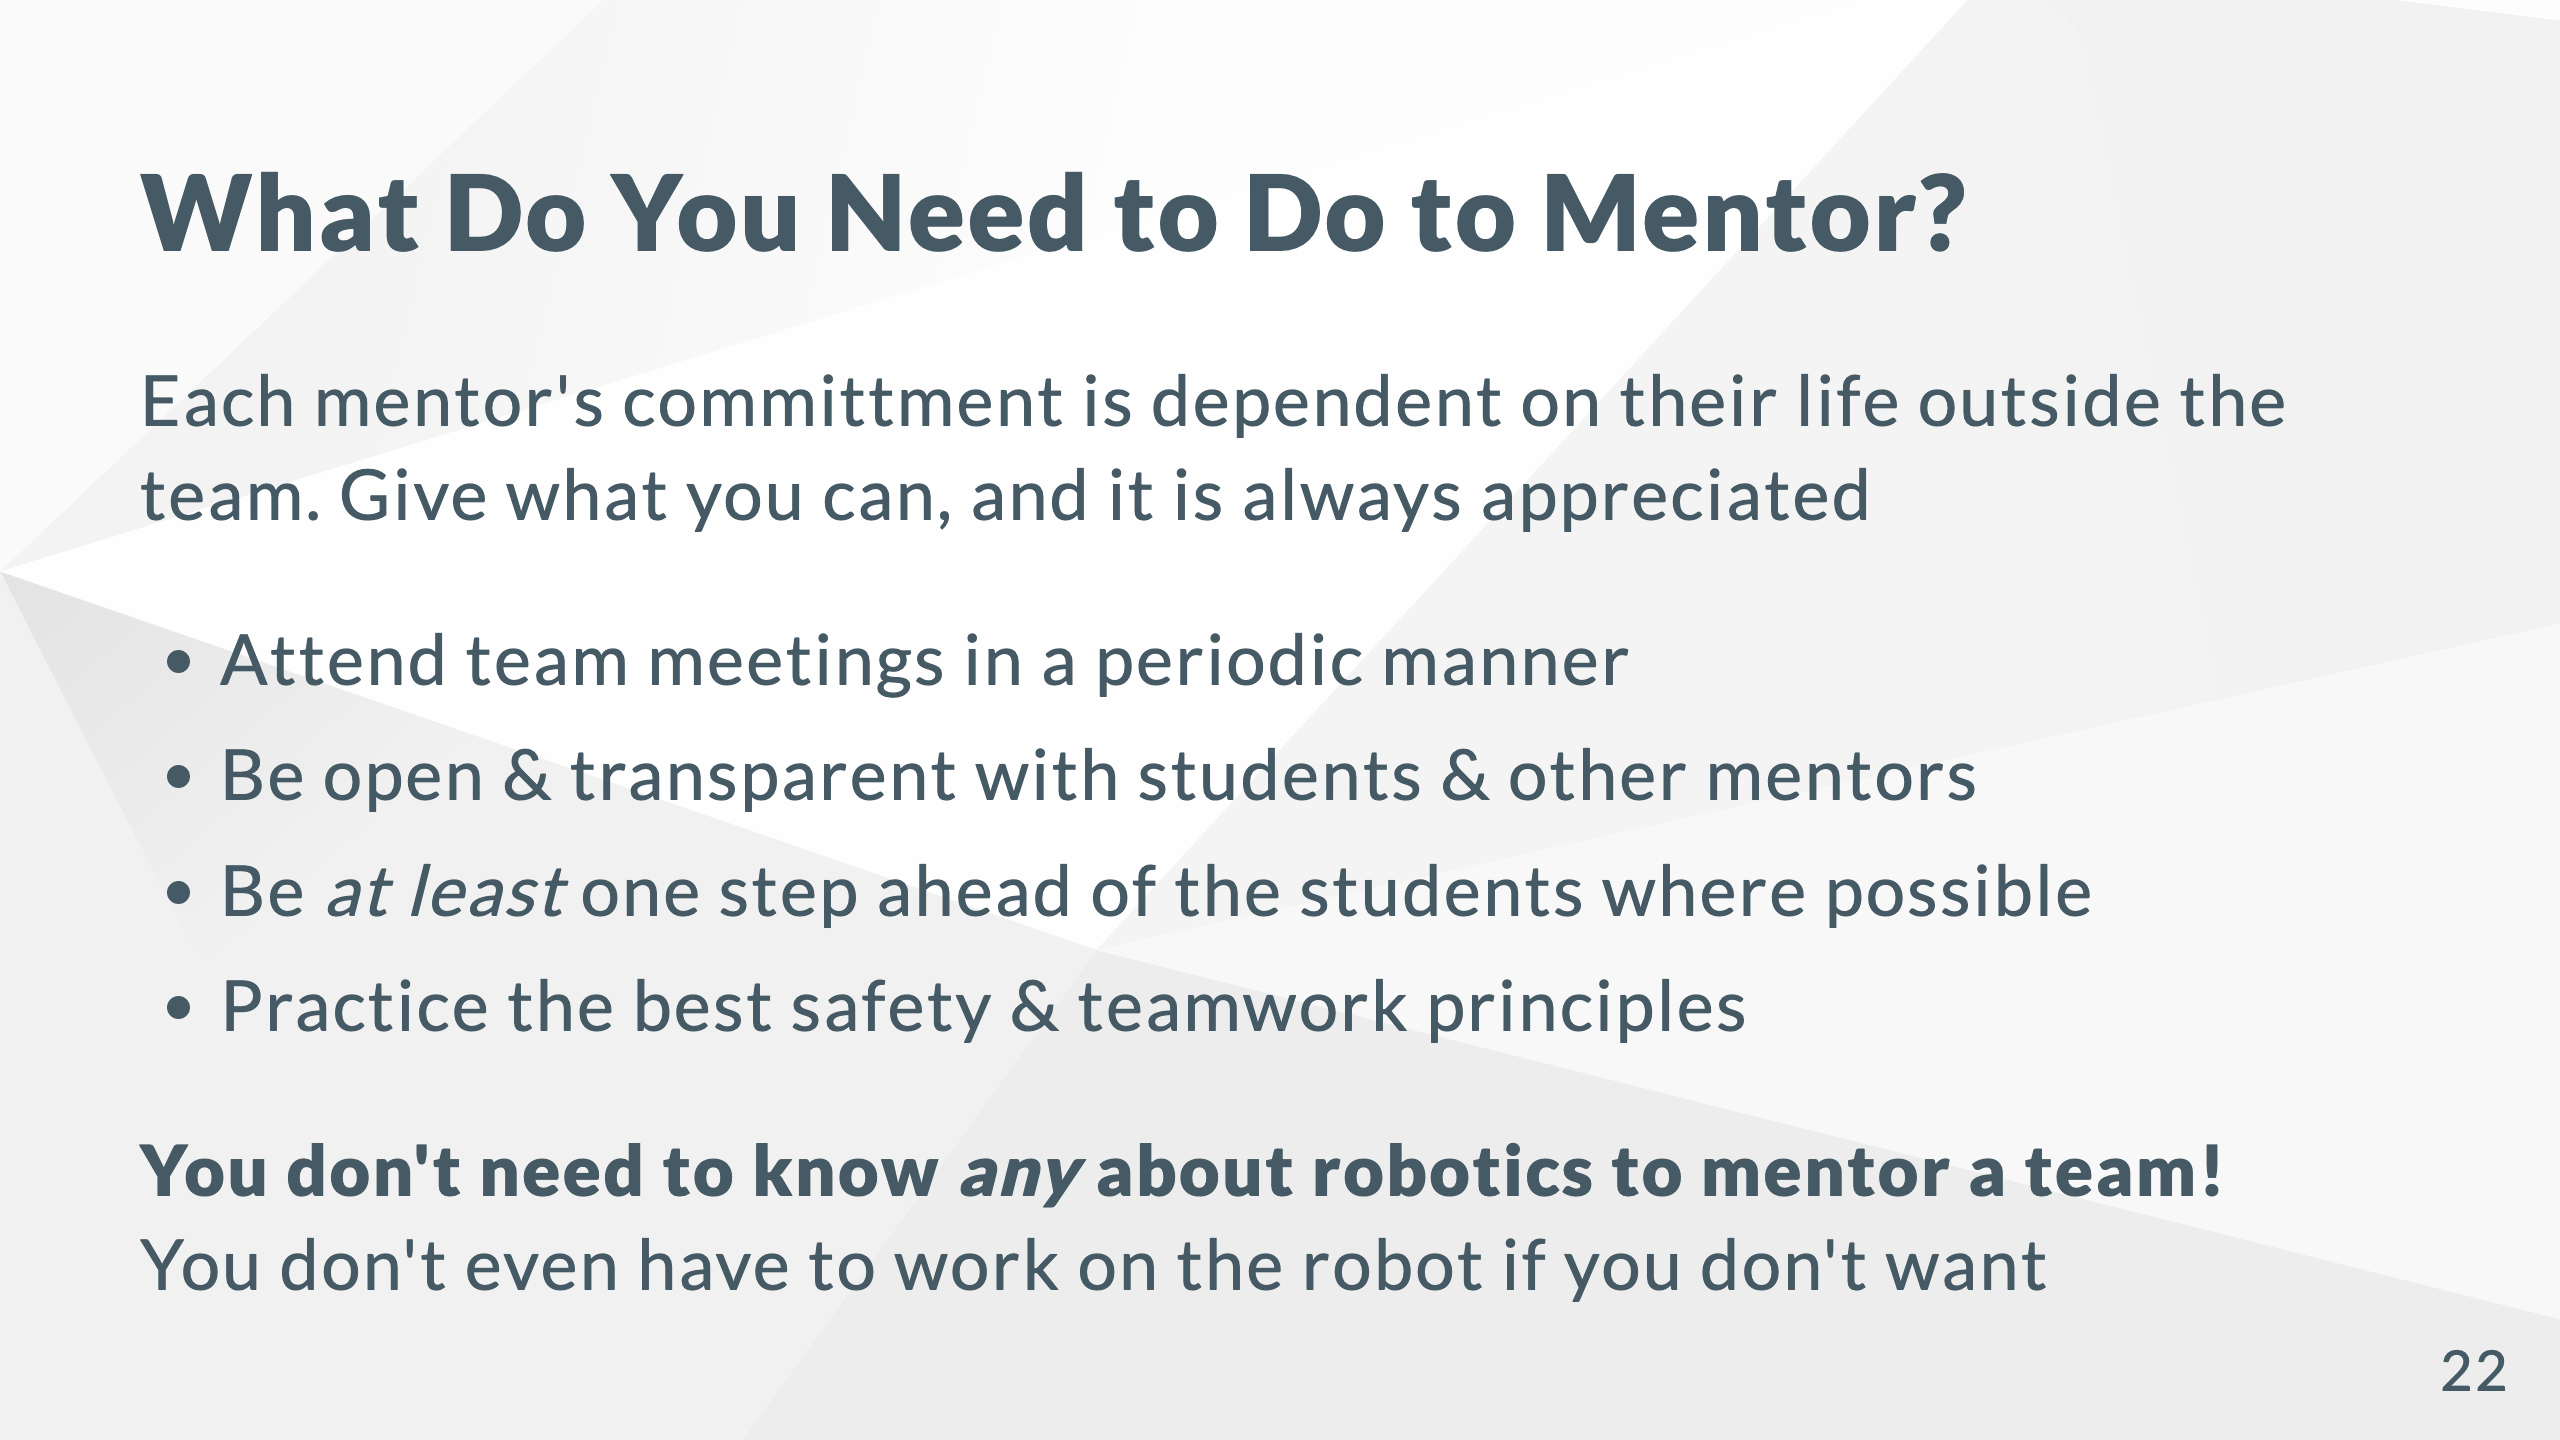 What Do You Need to Do to Mentor?
Each mentor's committment is dependent on their life outside the
team. Give what you can, and it is always appreciated
• Attend team meetings in a periodic manner
• Be open & transparent with students & other mentors
• Be at least one step ahead of the students where possible
• Practice the best safety & teamwork principles
You don't need to know any about robotics to mentor a team!
You don't even have to work on the robot if you don't want
22